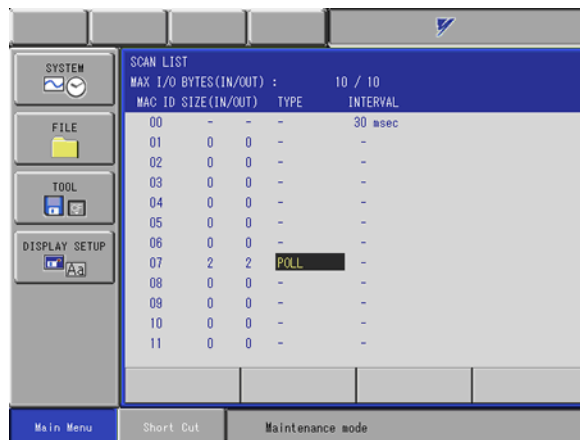 SYSTEM
FILE
TOOL
DISPLAY SETUP
Aa
SCAN LIST
MAX I/O BYTES(IN/OUT) : 10 / 10
MAC ID SIZE(IN/OUT) TYPE INTERVAL
00 - - - 30 msec
01 0 0 - -
02 0 0 - -
03 0 0 - -
04 0 0 - -
05 0 0 - -
06 0 0 - -
07 2 2 POLL -
08 0 0 - -
09 0 0 - -
10 0 0 - -
11 0 0 - -
Main Menu
Short Cut
Maintenance mode